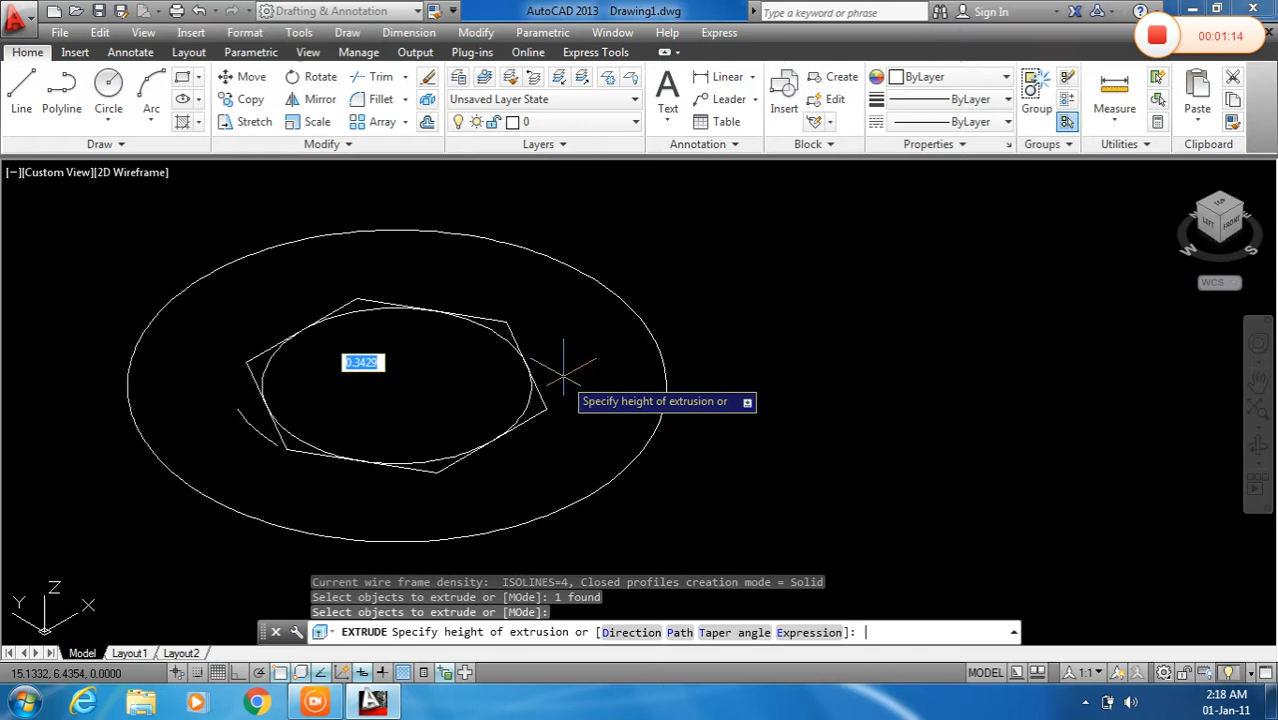 Drafting & Annotation
AutoCAD 2013 Drawing1.dwg
Type a keyword or phrase
Sign In
File Edit View Insert Format Tools Draw Dimension Modify Parametric Window Help Express
00:01:14
Home Insert Annotate Layout Parametric View Manage Output Plug-ins Online Express Tools
Line
Polyline
Circle
Arc
Move
Rotate
Trim
Copy
Mirror
Fillet
Stretch
Scale
Array
Unsaved Layer State
0
Text
Linear
Leader
Table
Insert
Create
Edit
ByLayer
ByLayer
ByLayer
Group
Measure
Paste
Draw
Modify
Layers
Annotation
Block
Properties
Groups
Utilities
Clipboard
[−][Custom View][2D Wireframe]
TOP
LEFT
FRONT
W
S
WCS
0.3429
Specify height of extrusion or
Z
Y
X
Current wire frame density: ISOLINES=4, Closed profiles creation mode = Solid
Select objects to extrude or [MOde]: 1 found
Select objects to extrude or [MOde]:
EXTRUDE Specify height of extrusion or [Direction Path Taper angle Expression]:
Model Layout1 Layout2
15.1332, 6.4354, 0.0000
MODEL
1:1
2:18 AM
01-Jan-11